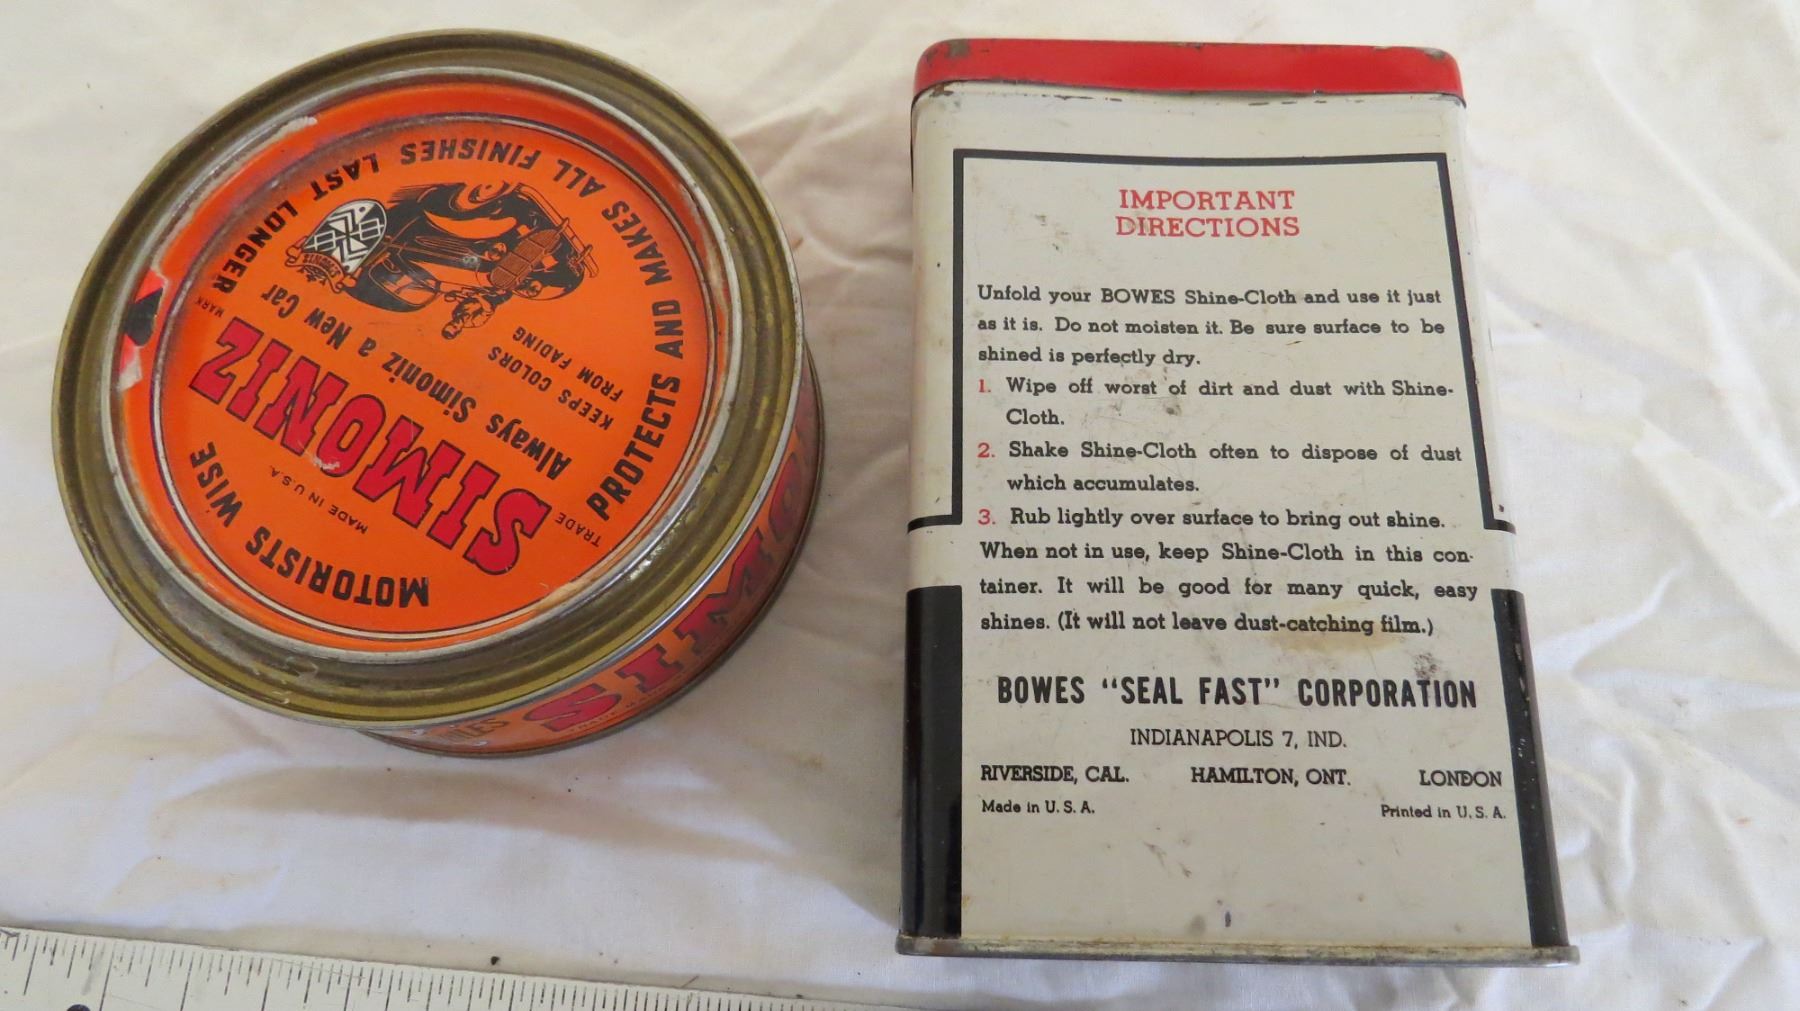 MOTORISTS WISE
SIMONIZ
TRADE
MARK
MADE IN U.S.A.
Always Simoniz a New Car
KEEPS COLORS
FROM FADING
PROTECTS AND MAKES ALL FINISHES LAST LONGER
SIMONIZ
SIMO
TRADE
IMPORTANT
DIRECTIONS
Unfold your BOWES Shine-Cloth and use it just
as it is. Do not moisten it. Be sure surface to be
shined is perfectly dry.
1. Wipe off worst of dirt and dust with Shine-
Cloth.
2. Shake Shine-Cloth often to dispose of dust
which accumulates.
3. Rub lightly over surface to bring out shine.
When not in use, keep Shine-Cloth in this con-
tainer. It will be good for many quick, easy
shines. (It will not leave dust-catching film.)
BOWES "SEAL FAST" CORPORATION
INDIANAPOLIS 7, IND.
RIVERSIDE, CAL. HAMILTON, ONT. LONDON
Made in U. S. A. Printed in U. S. A.